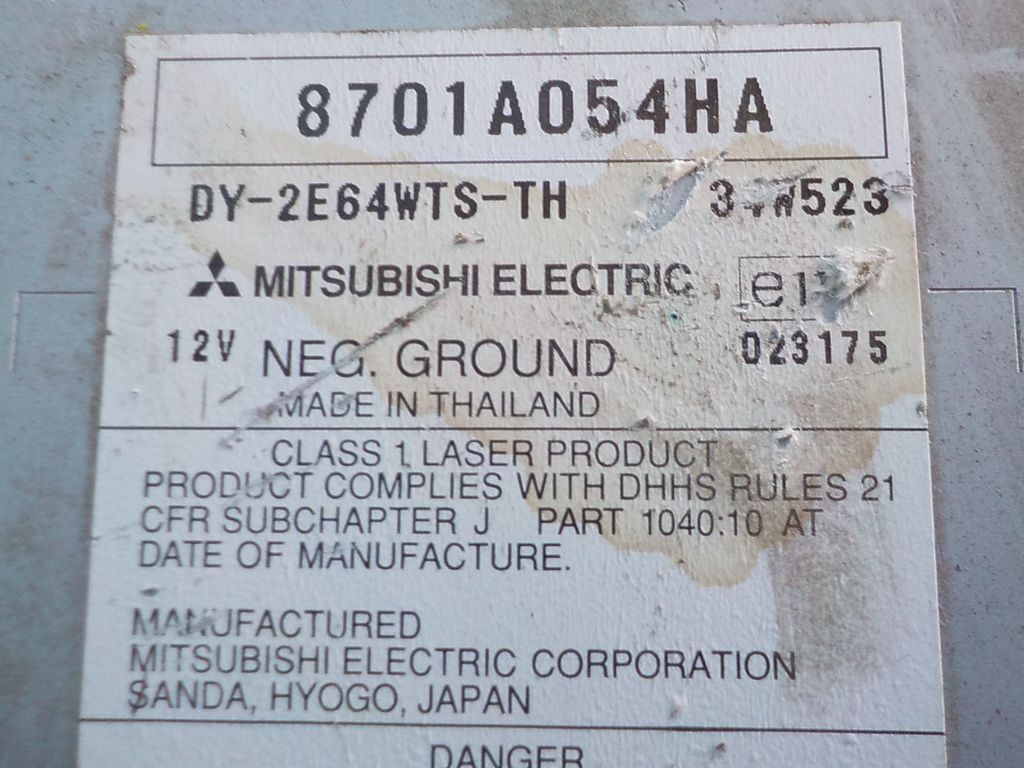 8701A054HA
DY-2E64WTS-TH
MITSUBISHI ELECTRIC
12V NEG. GROUND 023175
MADE IN THAILAND
CLASS 1 LASER PRODUCT
PRODUCT COMPLIES WITH DHHS RULES 21
CFR SUBCHAPTER J PART 1040:10 AT
DATE OF MANUFACTURE.
MANUFACTURED
MITSUBISHI ELECTRIC CORPORATION
SANDA, HYOGO, JAPAN
DANGER